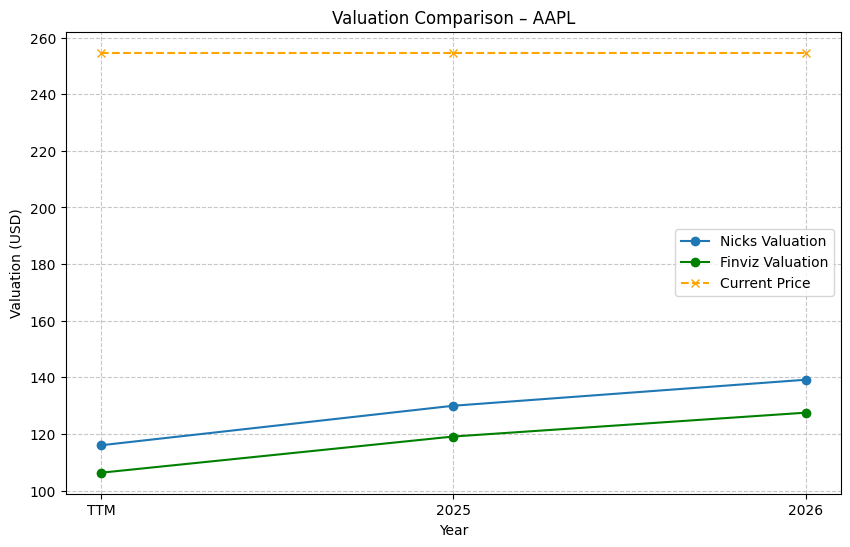 Valuation Comparison – AAPL
Valuation (USD)
260
240
220
200
180
160
140
120
100
Nicks Valuation
Finviz Valuation
Current Price
TTM
2025
2026
Year